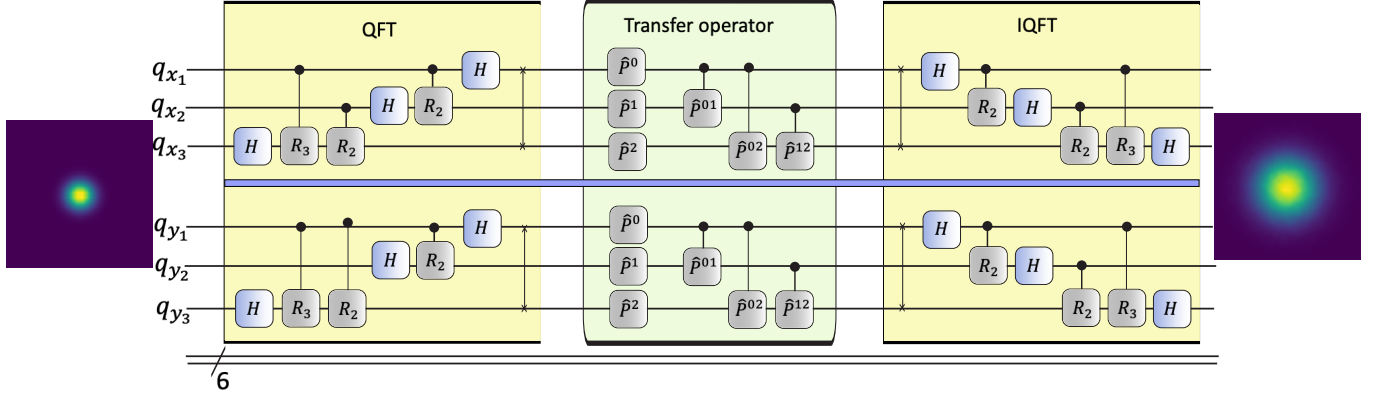 QFT Transfer operator IQFT
q_{x_1} P̂^0 H
q_{x_2} H R_2 H P̂^1 P̂^{01} R_2 H
q_{x_3} H R_3 R_2 P̂^2 P̂^{02} P̂^{12} R_2 R_3 H
q_{y_1} H P̂^0 H
q_{y_2} H R_2 P̂^1 P̂^{01} R_2 H
q_{y_3} H R_3 R_2 P̂^2 P̂^{02} P̂^{12} R_2 R_3 H
6